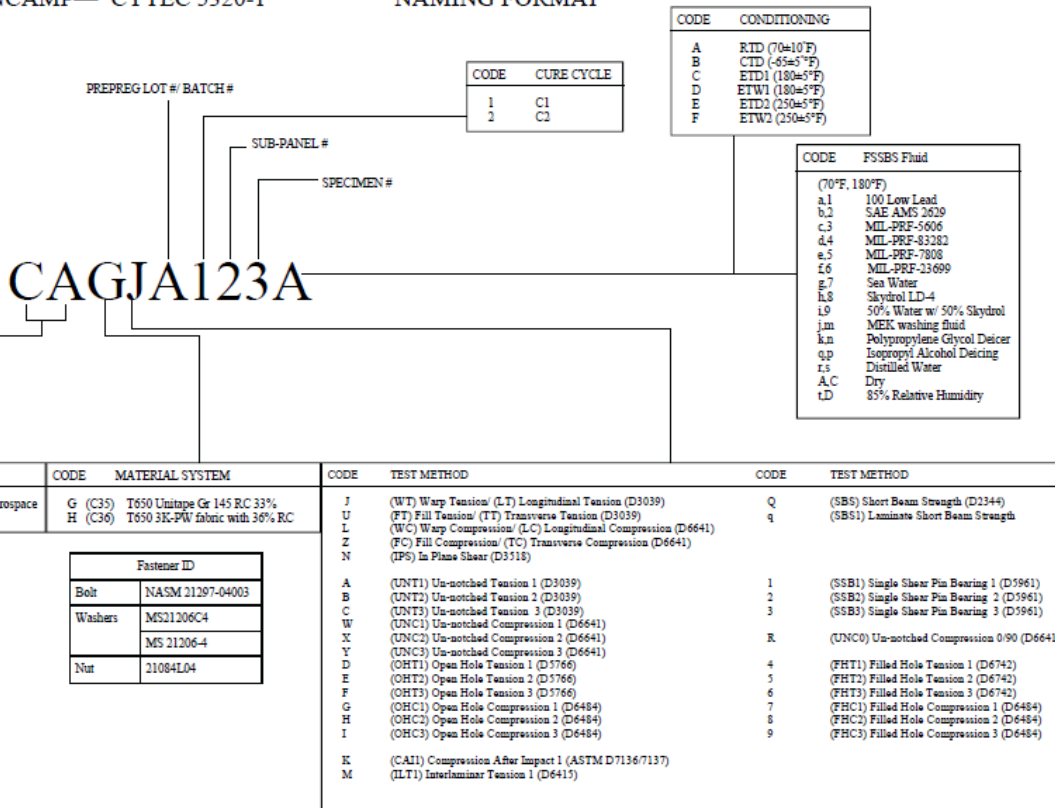 CYTEC 5320-1 NAMING FORMAT
CODE CONDITIONING
A RTD (70±10°F)
B CTD (-65±5°F)
C ETD1 (180±5°F)
D ETW1 (180±5°F)
E ETD2 (250±5°F)
F ETW2 (250±5°F)
CODE CURE CYCLE
1 C1
2 C2
PREPREG LOT #/ BATCH #
SUB-PANEL #
SPECIMEN #
CODE FSSBS Fluid
(70°F, 180°F)
a,1 100 Low Lead
b,2 SAE AMS 2629
c,3 MIL-PRF-5606
d,4 MIL-PRF-83282
e,5 MIL-PRF-7808
f,6 MIL-PRF-23699
g,7 Sea Water
h,8 Skydrol LD-4
i,9 50% Water w/ 50% Skydrol
j,m MEK washing fluid
k,n Polypropylene Glycol Deicer
q,p Isopropyl Alcohol Deicing
r,s Distilled Water
A,C Dry
t,D 85% Relative Humidity
CAGJA123A
rospace
CODE MATERIAL SYSTEM
G (C35) T650 Unitape Gr 145 RC 33%
H (C36) T650 3K-PW fabric with 36% RC
Fastener ID
Bolt NASM 21297-04003
Washers MS21206C4
MS 21206-4
Nut 21084L04
CODE TEST METHOD
J (WT) Warp Tension/ (LT) Longitudinal Tension (D3039)
U (FT) Fill Tension/ (TT) Transverse Tension (D3039)
L (WC) Warp Compression/ (LC) Longitudinal Compression (D6641)
Z (FC) Fill Compression/ (TC) Transverse Compression (D6641)
N (IPS) In Plane Shear (D3518)
A (UNT1) Un-notched Tension 1 (D3039)
B (UNT2) Un-notched Tension 2 (D3039)
C (UNT3) Un-notched Tension 3 (D3039)
W (UNC1) Un-notched Compression 1 (D6641)
X (UNC2) Un-notched Compression 2 (D6641)
Y (UNC3) Un-notched Compression 3 (D6641)
D (OHT1) Open Hole Tension 1 (D5766)
E (OHT2) Open Hole Tension 2 (D5766)
F (OHT3) Open Hole Tension 3 (D5766)
G (OHC1) Open Hole Compression 1 (D6484)
H (OHC2) Open Hole Compression 2 (D6484)
I (OHC3) Open Hole Compression 3 (D6484)
K (CAI1) Compression After Impact 1 (ASTM D7136/7137)
M (ILT1) Interlaminar Tension 1 (D6415)
CODE TEST METHOD
Q (SBS) Short Beam Strength (D2344)
q (SBS1) Laminate Short Beam Strength
1 (SSB1) Single Shear Pin Bearing 1 (D5961)
2 (SSB2) Single Shear Pin Bearing 2 (D5961)
3 (SSB3) Single Shear Pin Bearing 3 (D5961)
R (UNC0) Un-notched Compression 0/90 (D6641
4 (FHT1) Filled Hole Tension 1 (D6742)
5 (FHT2) Filled Hole Tension 2 (D6742)
6 (FHT3) Filled Hole Tension 3 (D6742)
7 (FHC1) Filled Hole Compression 1 (D6484)
8 (FHC2) Filled Hole Compression 2 (D6484)
9 (FHC3) Filled Hole Compression 3 (D6484)